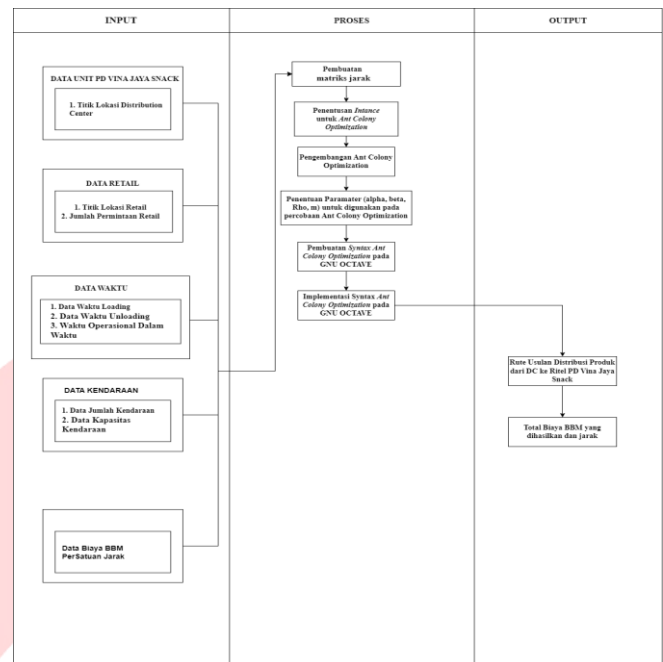 INPUT
PROSES
OUTPUT
DATA UNIT PD VINA JAYA SNACK
1. Titik Lokasi Distribution
Center
DATA RETAIL
1. Titik Lokasi Retail
2. Jumlah Permintaan Retail
DATA WAKTU
1. Data Waktu Loading
2. Data Waktu Unloading
3. Waktu Operasional Dalam
Waktu
DATA KENDARAAN
1. Data Jumlah Kendaraan
2. Data Kapasitas
Kendaraan
Data Biaya BBM
PerSatuan Jarak
Pembuatan
matriks jarak
Penentusan Intance
untuk Ant Colony
Optimization
Pengembangan Ant Colony
Optimization
Penentuan Paramater (alpha, beta,
Rho, m) untuk digunakan pada
percobaan Ant Colony Optimization
Pembuatan Syntax Ant
Colony Optimization pada
GNU OCTAVE
Implementasi Syntax Ant
Colony Optimization pada
GNU OCTAVE
Rute Usulan Distribusi Produk
dari DC ke Ritel PD Vina Jaya
Snack
Total Biaya BBM yang
dihasilkan dan jarak